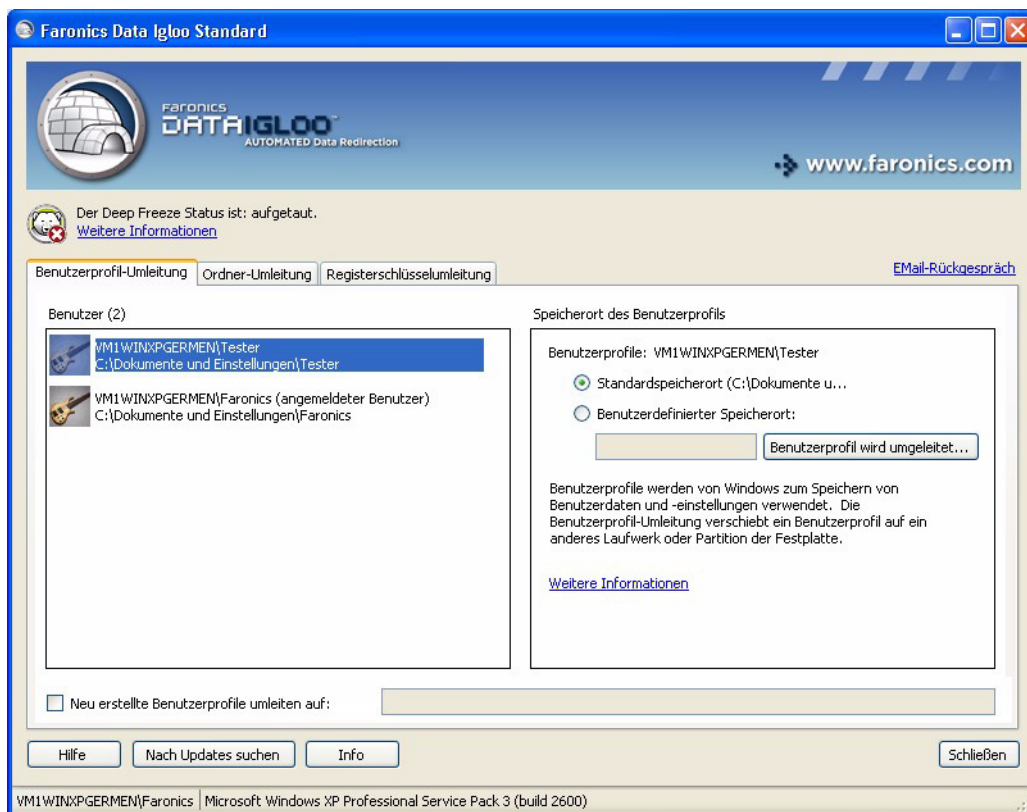 Faronics Data Igloo Standard
Faronics
DATAIGLOO™
AUTOMATED Data Redirection
www.faronics.com
Der Deep Freeze Status ist: aufgetaut.
Weitere Informationen
Benutzerprofil-Umleitung
Ordner-Umleitung
Registerschlüsselumleitung
EMail-Rückgespräch
Benutzer (2)
VM1WINXPGERMEN\Tester
C:\Dokumente und Einstellungen\Tester
VM1WINXPGERMEN\Faronics (angemeldeter Benutzer)
C:\Dokumente und Einstellungen\Faronics
Speicherort des Benutzerprofils
Benutzerprofile: VM1WINXPGERMEN\Tester
Standardspeicherort (C:\Dokumente u...
Benutzerdefinierter Speicherort:
Benutzerprofil wird umgeleitet...
Benutzerprofile werden von Windows zum Speichern von
Benutzerdaten und -einstellungen verwendet. Die
Benutzerprofil-Umleitung verschiebt ein Benutzerprofil auf ein
anderes Laufwerk oder Partition der Festplatte.
Weitere Informationen
Neu erstellte Benutzerprofile umleiten auf:
Hilfe
Nach Updates suchen
Info
Schließen
VM1WINXPGERMEN\Faronics
Microsoft Windows XP Professional Service Pack 3 (build 2600)